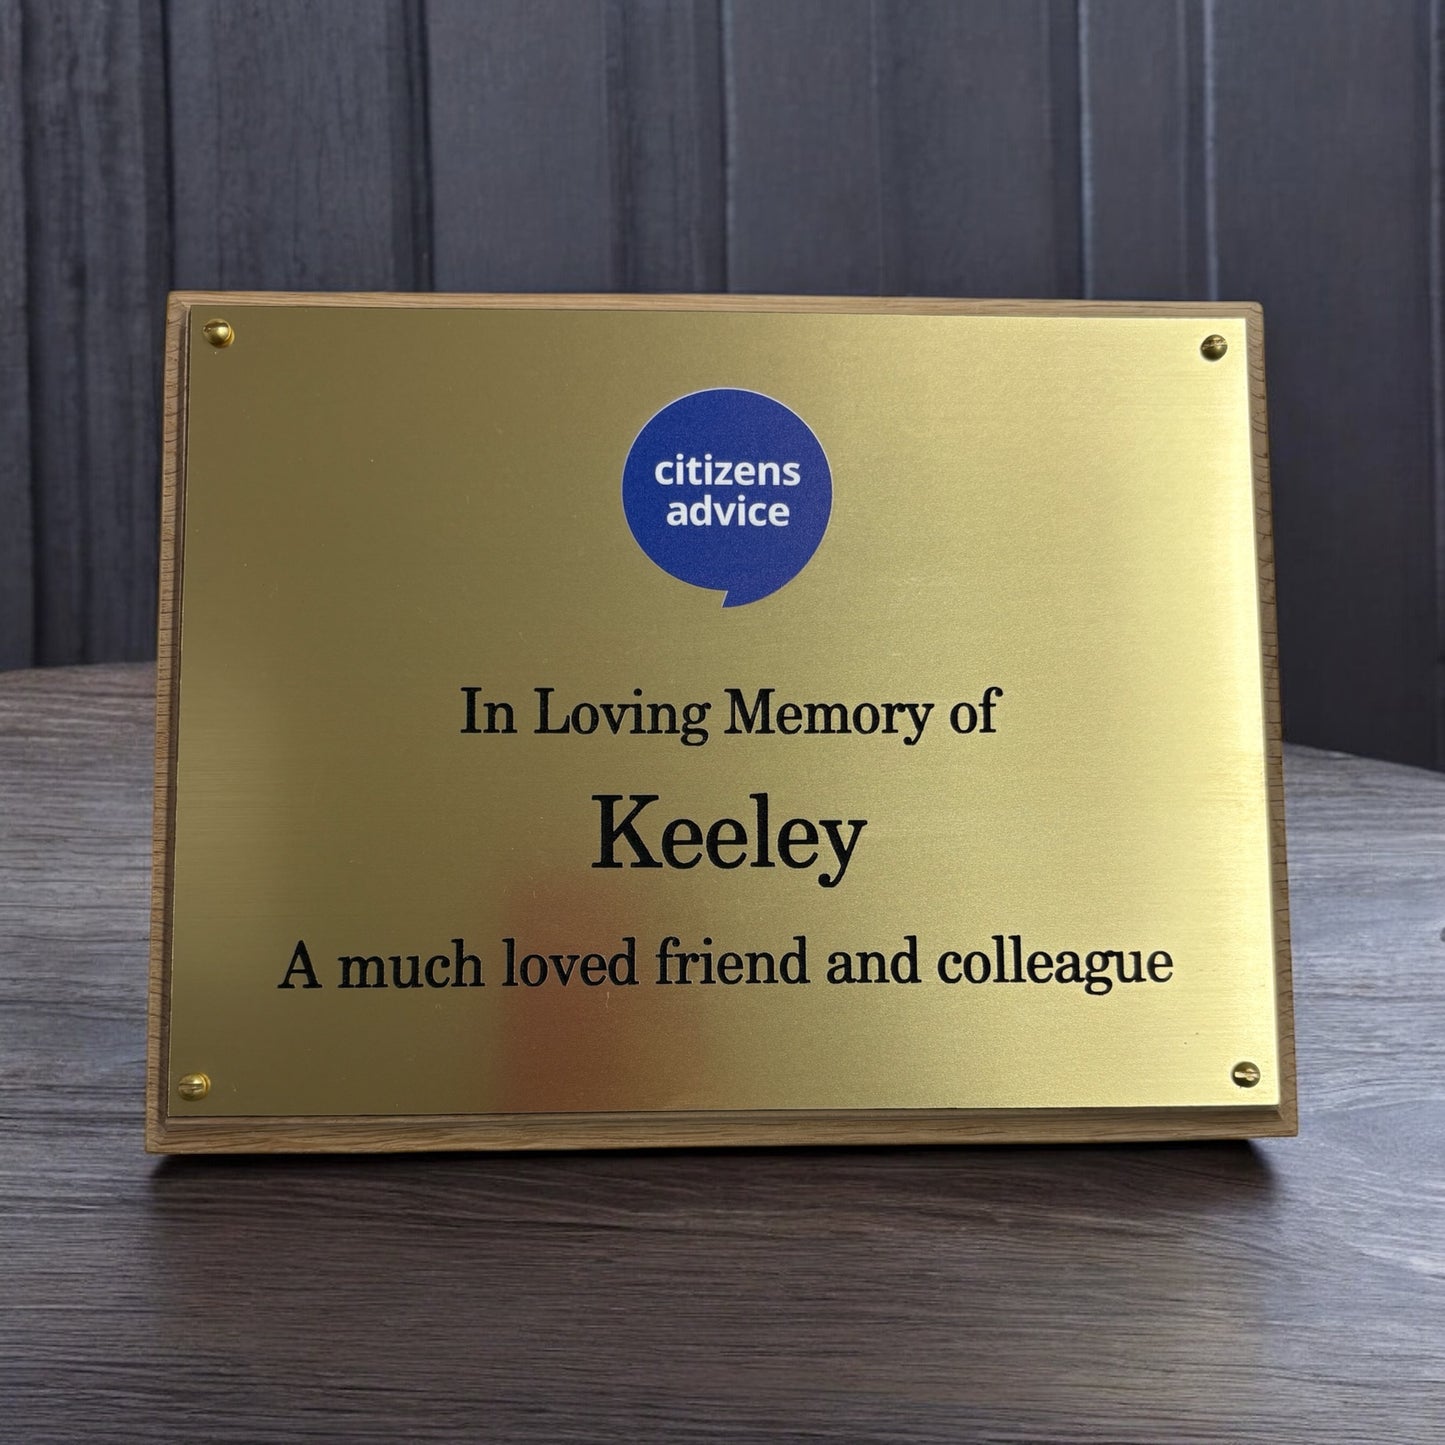 citizens
advice
In Loving Memory of
Keeley
A much loved friend and colleague